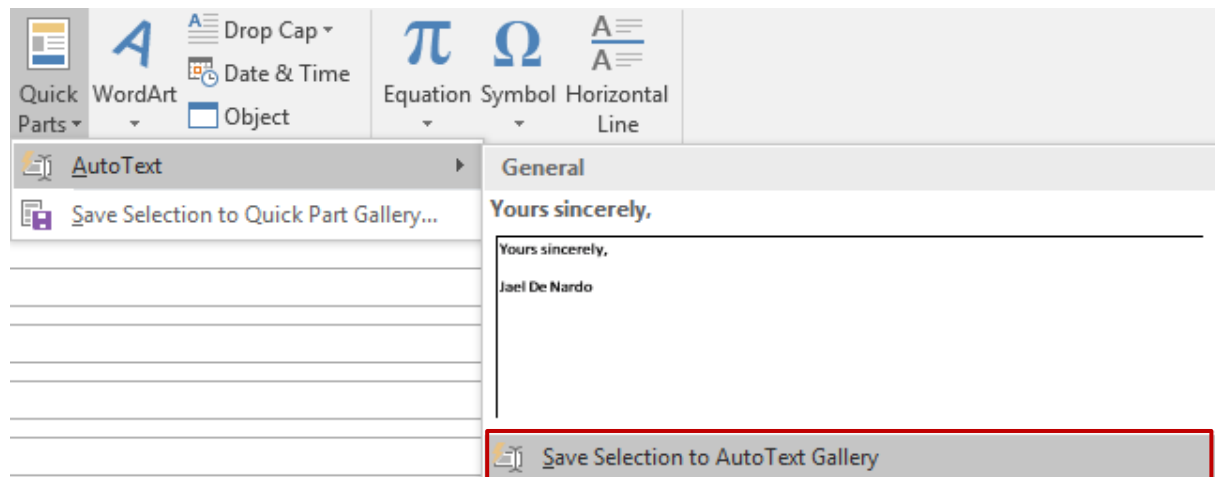 Drop Cap
Date & Time
Object
Quick Parts
WordArt
Equation
Symbol
Horizontal Line
AutoText
Save Selection to Quick Part Gallery...
General
Yours sincerely,
Yours sincerely,
Jael De Nardo
Save Selection to AutoText Gallery